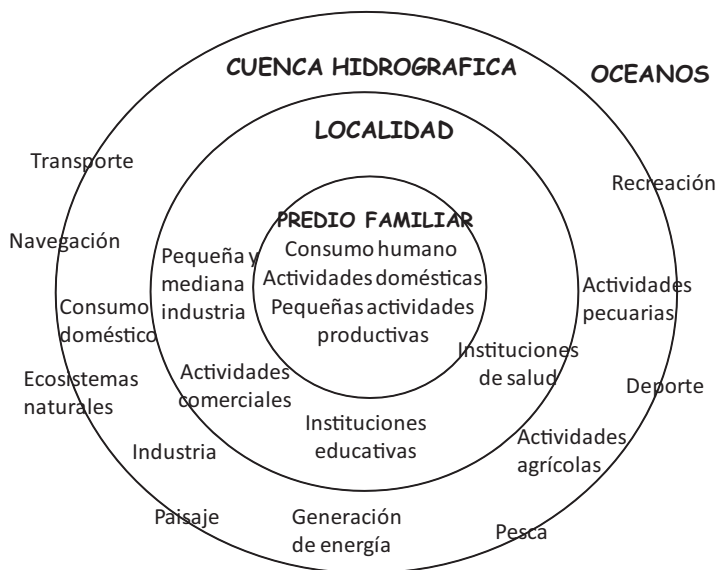 CUENCA HIDROGRAFICA
OCEANOS
LOCALIDAD
Transporte
Recreación
PREDIO FAMILIAR
Consumo humano
Actividades domésticas
Pequeñas actividades
productivas
Navegación
Pequeña y
mediana
industria
Actividades
pecuarias
Consumo
doméstico
Instituciones
de salud
Ecosistemas
naturales
Actividades
comerciales
Deporte
Instituciones
educativas
Industria
Actividades
agrícolas
Paisaje
Generación
de energía
Pesca